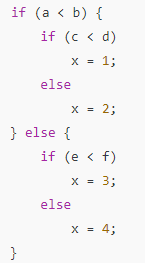 if (a < b) {
    if (c < d)
        x = 1;
    else
        x = 2;
} else {
    if (e < f)
        x = 3;
    else
        x = 4;
}